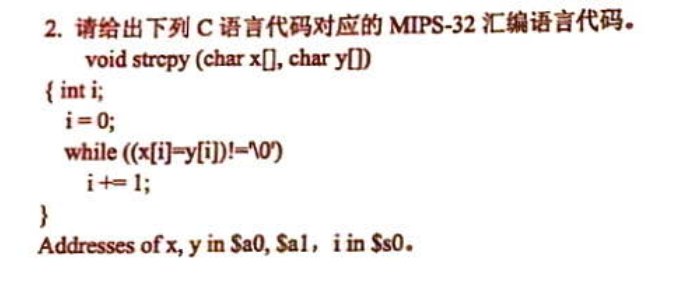 2. 请给出下列 C 语言代码对应的 MIPS-32 汇编语言代码。
void strcpy (char x[], char y[])
{ int i;
i = 0;
while ((x[i]=y[i])!='\0')
i += 1;
}
Addresses of x, y in $a0, $a1，i in $s0。